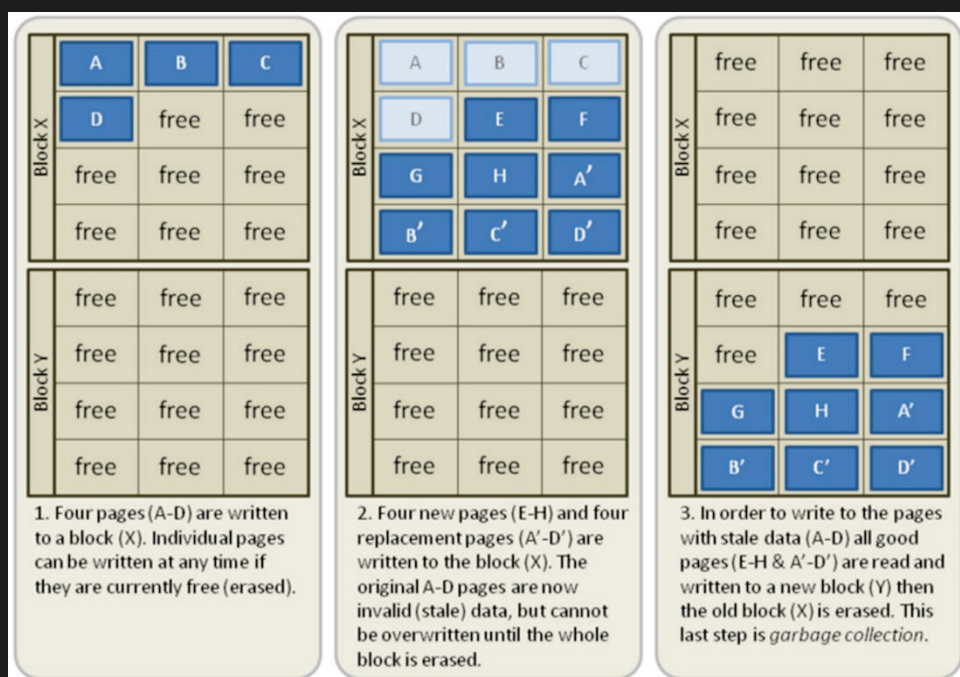 Block X
A B C
D free free
free free free
free free free
Block Y
free free free
free free free
free free free
free free free
1. Four pages (A-D) are written
to a block (X). Individual pages
can be written at any time if
they are currently free (erased).
Block X
A B C
D E F
G H A′
B′ C′ D′
Block Y
free free free
free free free
free free free
free free free
2. Four new pages (E-H) and four
replacement pages (A′-D′) are
written to the block (X). The
original A-D pages are now
invalid (stale) data, but cannot
be overwritten until the whole
block is erased.
Block X
free free free
free free free
free free free
free free free
Block Y
free free free
free E F
G H A′
B′ C′ D′
3. In order to write to the pages
with stale data (A-D) all good
pages (E-H & A′-D′) are read and
written to a new block (Y) then
the old block (X) is erased. This
last step is garbage collection.